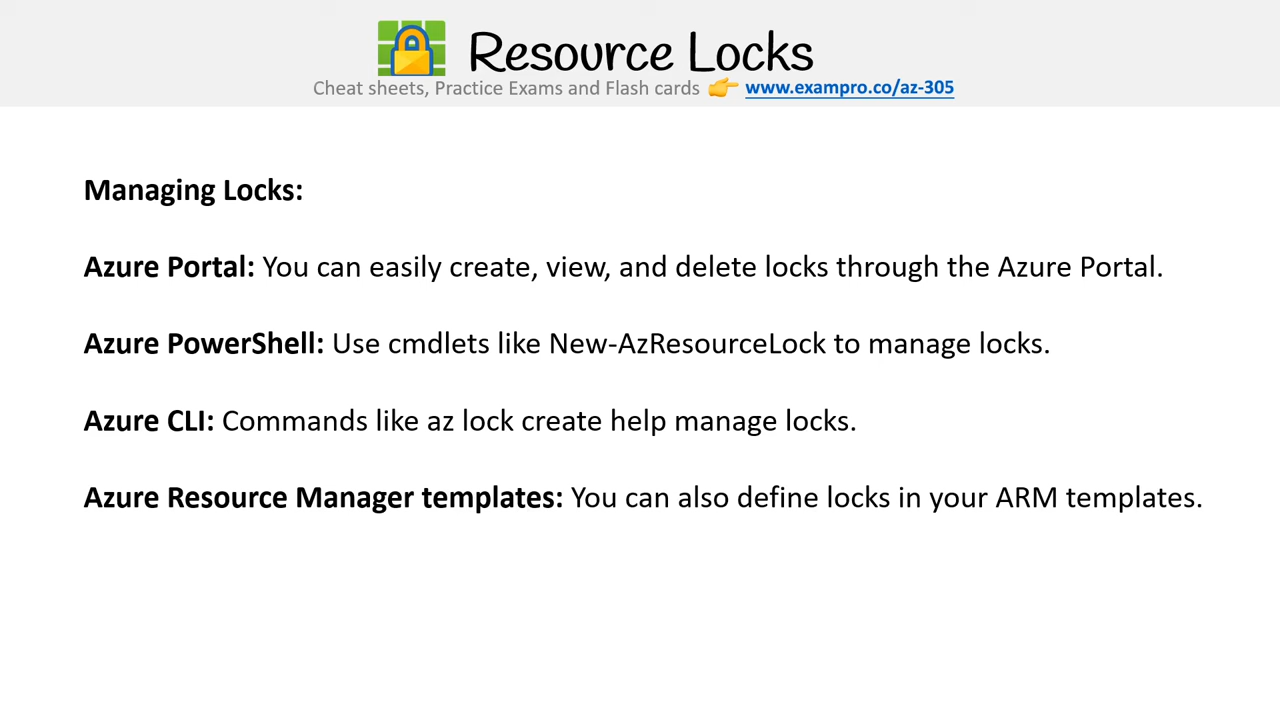 Resource Locks
Cheat sheets, Practice Exams and Flash cards 👉 www.exampro.co/az-305
Managing Locks:
Azure Portal: You can easily create, view, and delete locks through the Azure Portal.
Azure PowerShell: Use cmdlets like New-AzResourceLock to manage locks.
Azure CLI: Commands like az lock create help manage locks.
Azure Resource Manager templates: You can also define locks in your ARM templates.